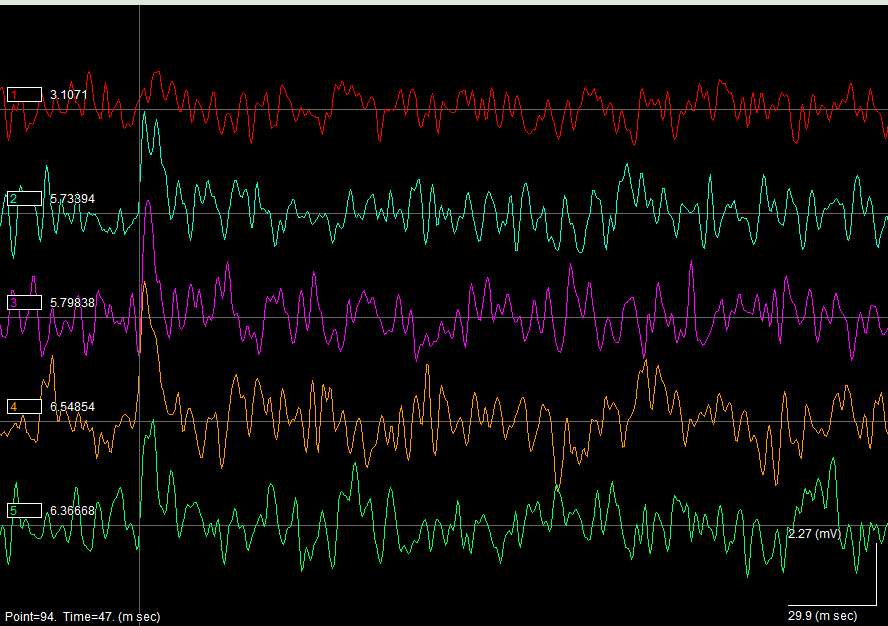 1 3.1071
2 5.73394
3 5.79838
4 6.54854
5 6.36668
2.27 (mV)
Point=94. Time=47. (m sec)
29.9 (m sec)